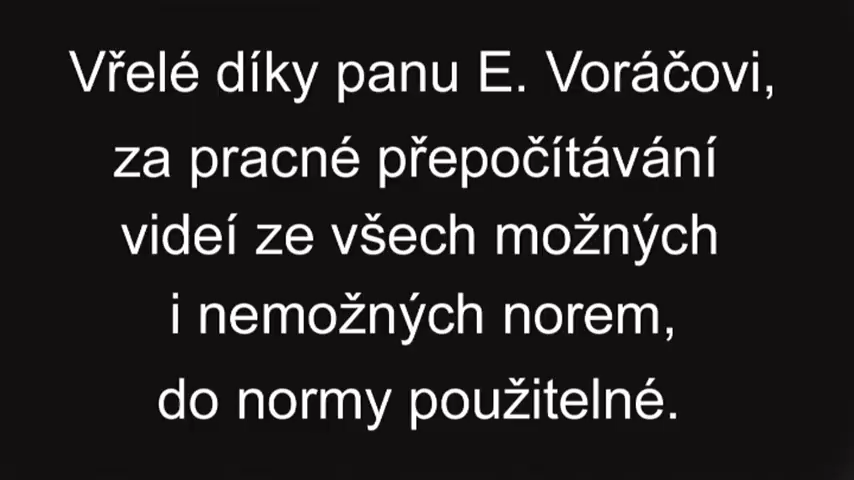 Vřelé díky panu E. Voráčovi,
za pracné přepočítávání
videí ze všech možných
i nemožných norem,
do normy použitelné.